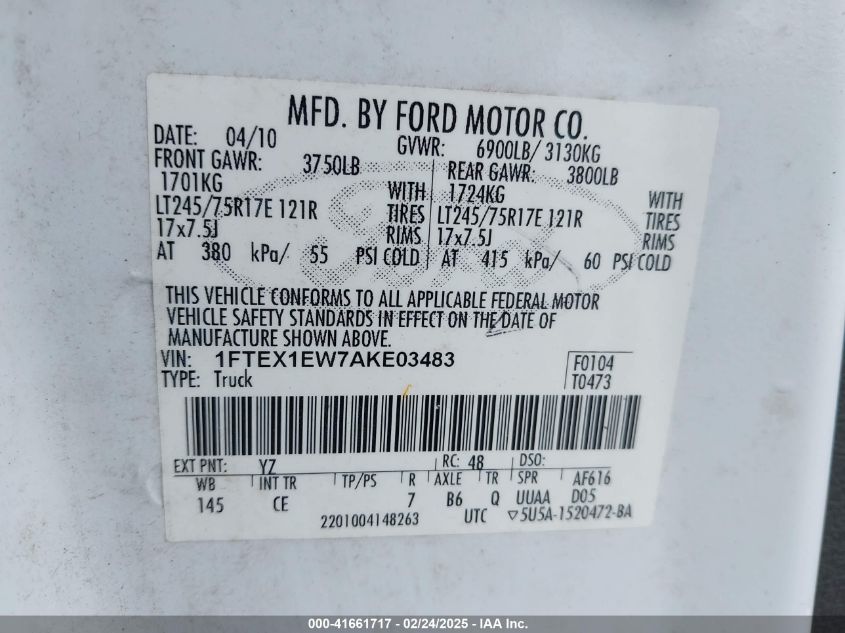 MFD. BY FORD MOTOR CO.
DATE: 04/10 GVWR: 6900LB/ 3130KG
FRONT GAWR: 3750LB REAR GAWR: 3800LB
1701KG WITH 1724KG WITH
LT245/75R17E 121R TIRES LT245/75R17E 121R TIRES
17x7.5J RIMS 17x7.5J RIMS
AT 380 kPa/ 55 PSI COLD AT 415 kPa/ 60 PSI COLD
THIS VEHICLE CONFORMS TO ALL APPLICABLE FEDERAL MOTOR
VEHICLE SAFETY STANDARDS IN EFFECT ON THE DATE OF
MANUFACTURE SHOWN ABOVE.
VIN: 1FTEX1EW7AKE03483 F0104
TYPE: Truck T0473
EXT PNT: YZ RC: 48 DSO:
WB INT TR TP/PS R AXLE TR SPR AF616
145 CE 7 B6 Q UUAA D05
2201004148263 UTC ▽5U5A-1520472-BA
000-41661717 - 02/24/2025 - IAA Inc.